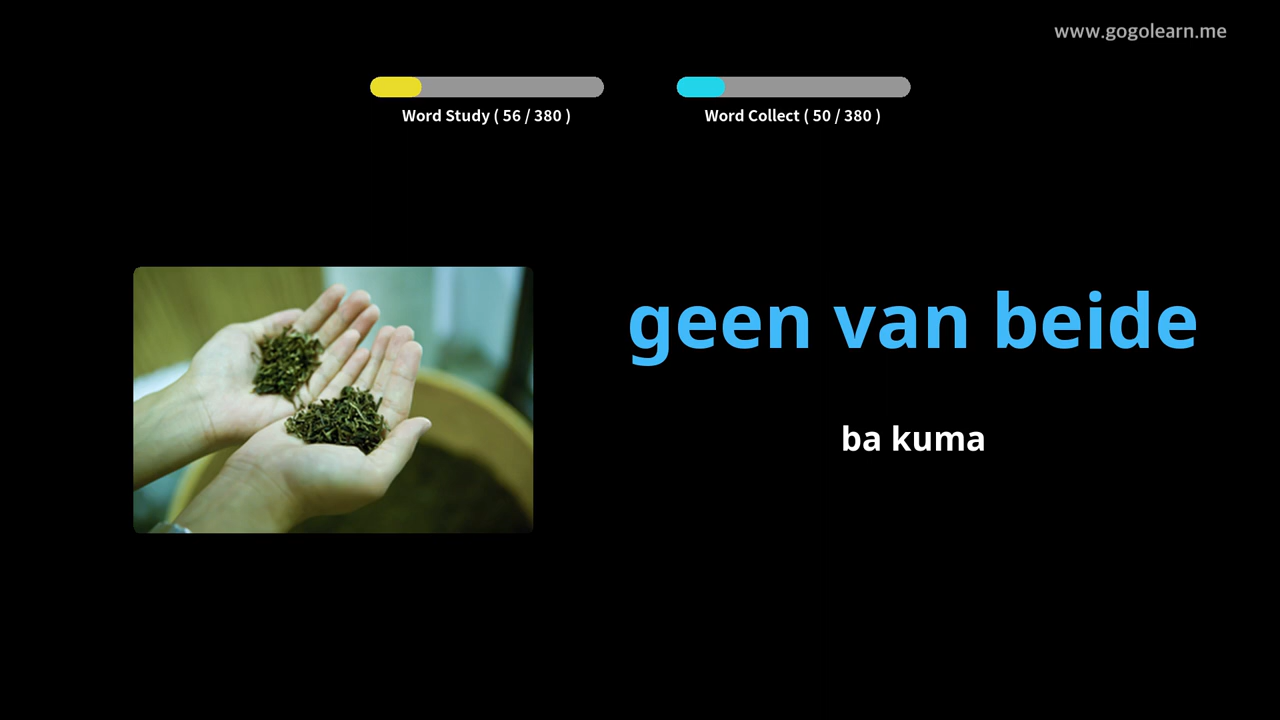 www.gogolearn.me
Word Study ( 56 / 380 )
Word Collect ( 50 / 380 )
geen van beide
ba kuma